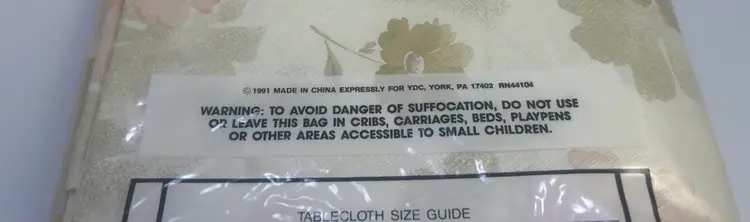 ©1991 MADE IN CHINA EXPRESSLY FOR YDC, YORK, PA 17402 RN44104
WARNING: TO AVOID DANGER OF SUFFOCATION, DO NOT USE
OR LEAVE THIS BAG IN CRIBS, CARRIAGES, BEDS, PLAYPENS
OR OTHER AREAS ACCESSIBLE TO SMALL CHILDREN.
TABLECLOTH SIZE GUIDE